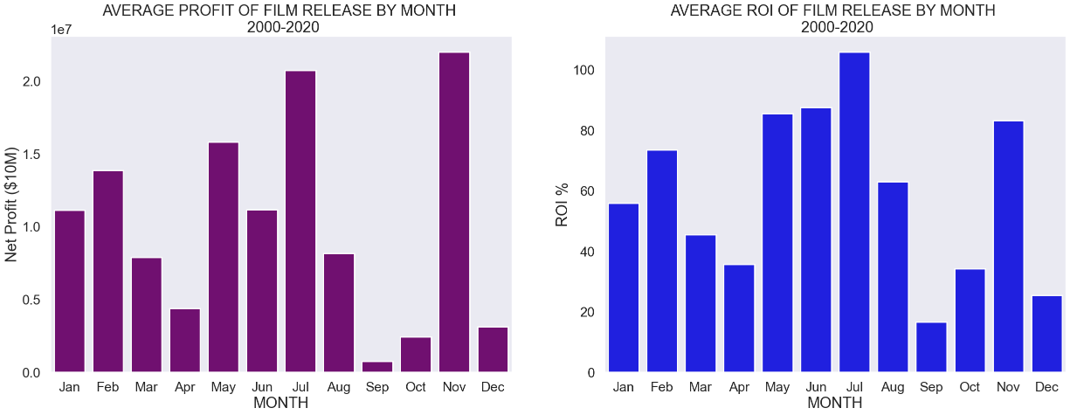 AVERAGE PROFIT OF FILM RELEASE BY MONTH
2000-2020
1e7
2.0
1.5
1.0
0.5
0.0
Net Profit ($10M)
Jan Feb Mar Apr May Jun Jul Aug Sep Oct Nov Dec
MONTH
AVERAGE ROI OF FILM RELEASE BY MONTH
2000-2020
100
80
60
40
20
0
ROI %
Jan Feb Mar Apr May Jun Jul Aug Sep Oct Nov Dec
MONTH